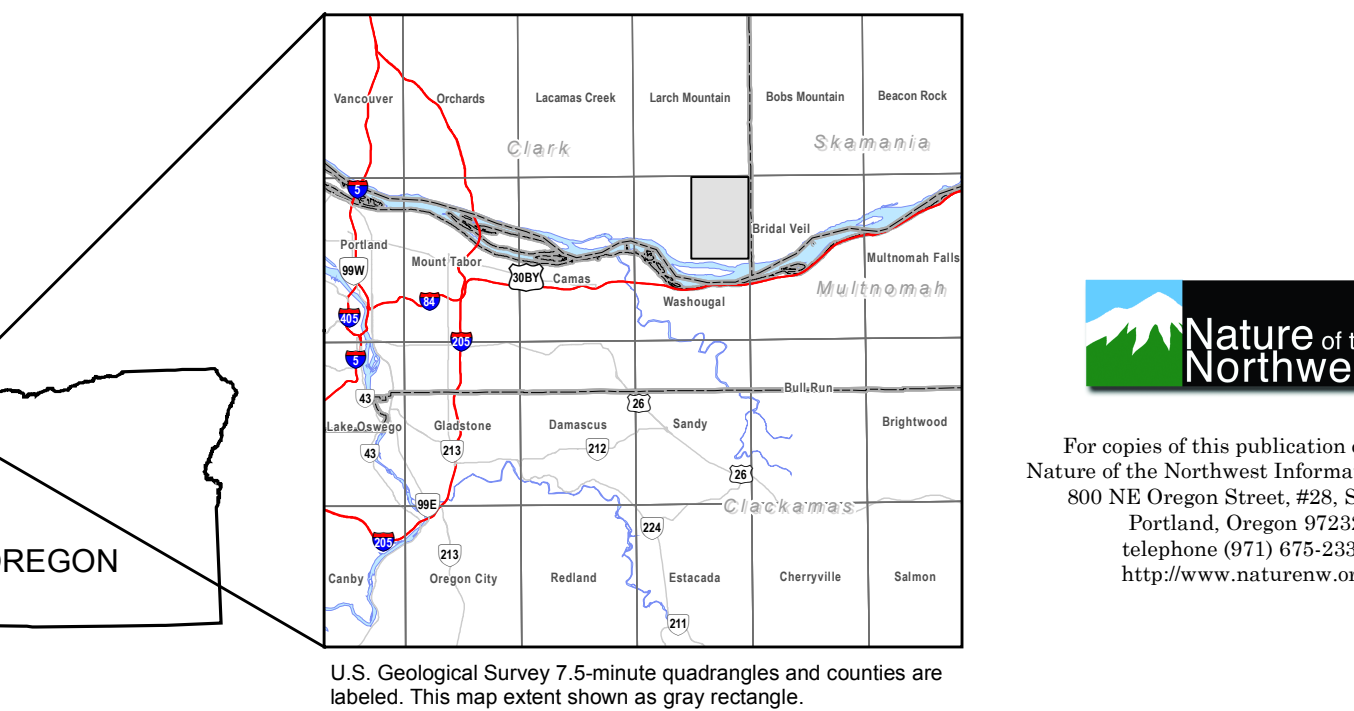 Vancouver
Orchards
Lacamas Creek
Larch Mountain
Bobs Mountain
Beacon Rock
Clark
Skamania
5
Portland
Mount Tabor
99W
30BY
Camas
Washougal
Bridal Veil
Multnomah Falls
Multnomah
84
405
205
5
43
26
Bull Run
Lake Oswego
Gladstone
Damascus
Sandy
Brightwood
43
213
212
26
99E
Clackamas
224
205
213
Canby
Oregon City
Redland
Estacada
Cherryville
Salmon
211
REGON
U.S. Geological Survey 7.5-minute quadrangles and counties are
labeled. This map extent shown as gray rectangle.
Nature of t
Northwe
For copies of this publication
Nature of the Northwest Informa
800 NE Oregon Street, #28, S
Portland, Oregon 97232
telephone (971) 675-233
http://www.naturenw.or